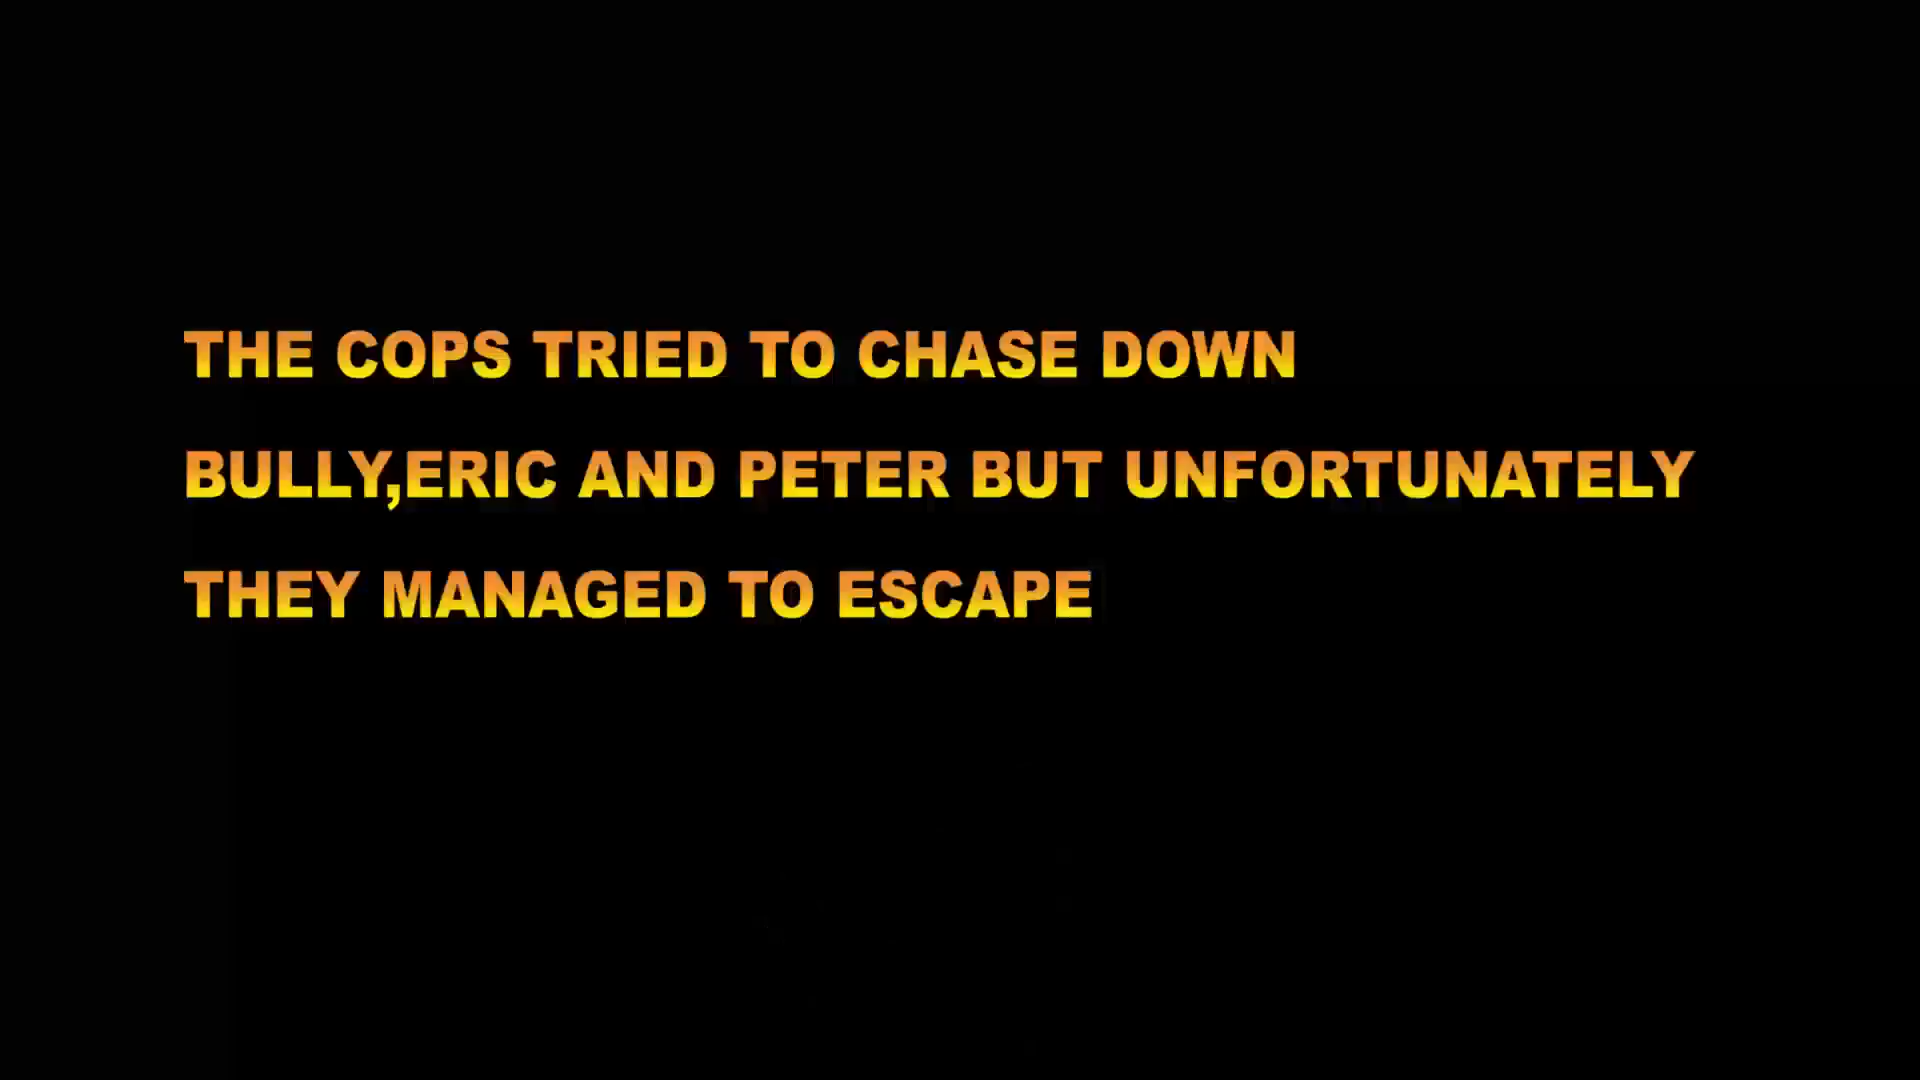 THE COPS TRIED TO CHASE DOWN
BULLY,ERIC AND PETER BUT UNFORTUNATELY
THEY MANAGED TO ESCAPE